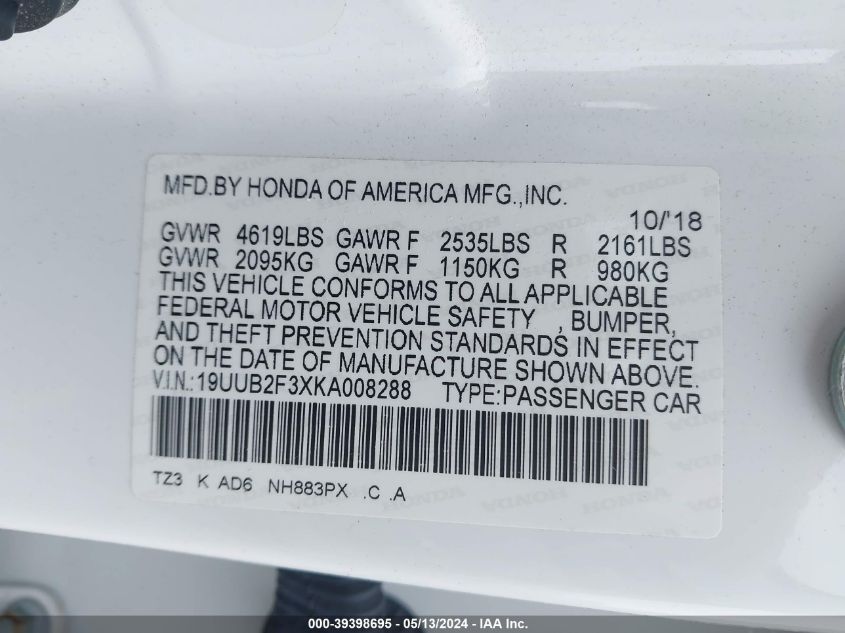 MFD.BY HONDA OF AMERICA MFG.,INC.
10/'18
GVWR 4619LBS GAWR F 2535LBS R 2161LBS
GVWR 2095KG GAWR F 1150KG R 980KG
THIS VEHICLE CONFORMS TO ALL APPLICABLE
FEDERAL MOTOR VEHICLE SAFETY , BUMPER,
AND THEFT PREVENTION STANDARDS IN EFFECT
ON THE DATE OF MANUFACTURE SHOWN ABOVE.
V.I.N.:19UUB2F3XKA008288 TYPE:PASSENGER CAR
TZ3 K AD6 NH883PX .C .A
000-39398695 - 05/13/2024 - IAA Inc.